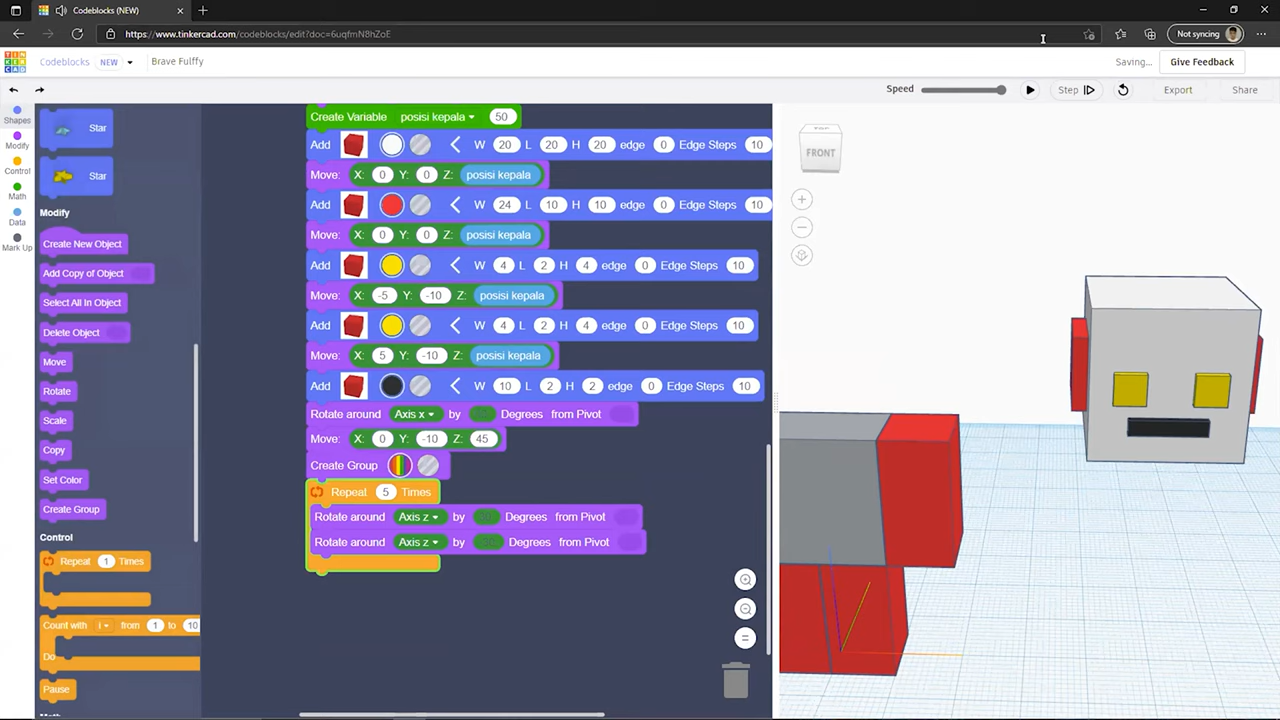 Codeblocks (NEW)
https://www.tinkercad.com/codeblocks/edit?doc=6uqfmN8hZoE
Not syncing
TIN
KER
CAD
Codeblocks NEW
Brave Fulffy
Saving...
Give Feedback
Speed
Step
Export
Share
Shapes
Modify
Control
Math
Data
Mark Up
Star
Star
Modify
Create New Object
Add Copy of Object
Select All In Object
Delete Object
Move
Rotate
Scale
Copy
Set Color
Create Group
Control
Repeat 1 Times
Count with i from 1 to 10
Do
Pause
Create Variable posisi kepala 50
Add W 20 L 20 H 20 edge 0 Edge Steps 10
Move: X: 0 Y: 0 Z: posisi kepala
Add W 24 L 10 H 10 edge 0 Edge Steps 10
Move: X: 0 Y: 0 Z: posisi kepala
Add W 4 L 2 H 4 edge 0 Edge Steps 10
Move: X: -5 Y: -10 Z: posisi kepala
Add W 4 L 2 H 4 edge 0 Edge Steps 10
Move: X: 5 Y: -10 Z: posisi kepala
Add W 10 L 2 H 2 edge 0 Edge Steps 10
Rotate around Axis x by Degrees from Pivot
Move: X: 0 Y: -10 Z: 45
Create Group
Repeat 5 Times
Rotate around Axis z by Degrees from Pivot
Rotate around Axis z by Degrees from Pivot
TOP
FRONT